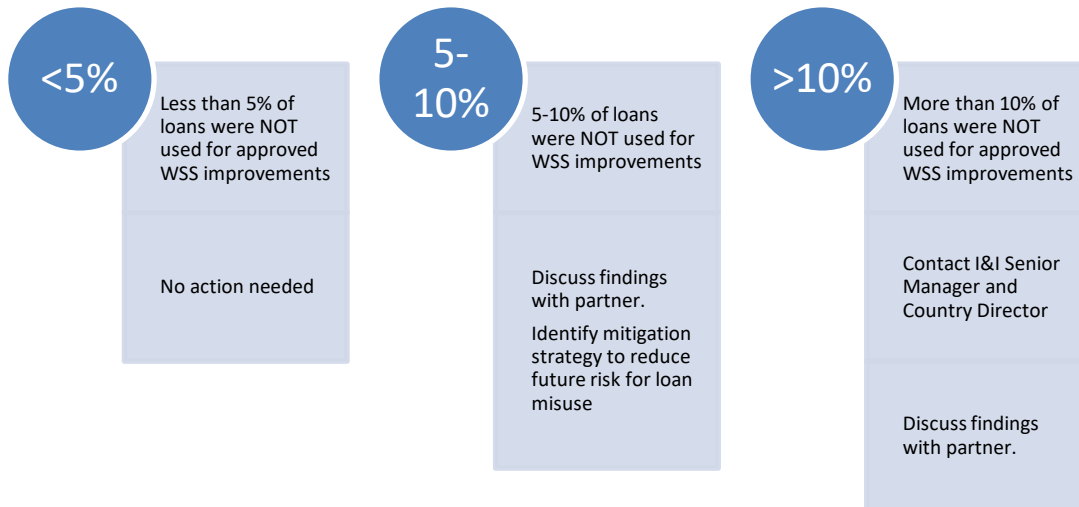 <5%
Less than 5% of
loans were NOT
used for approved
WSS improvements
No action needed
5-
10%
5-10% of loans
were NOT used for
WSS improvements
Discuss findings
with partner.
Identify mitigation
strategy to reduce
future risk for loan
misuse
>10%
More than 10% of
loans were NOT
used for approved
WSS improvements
Contact I&I Senior
Manager and
Country Director
Discuss findings
with partner.